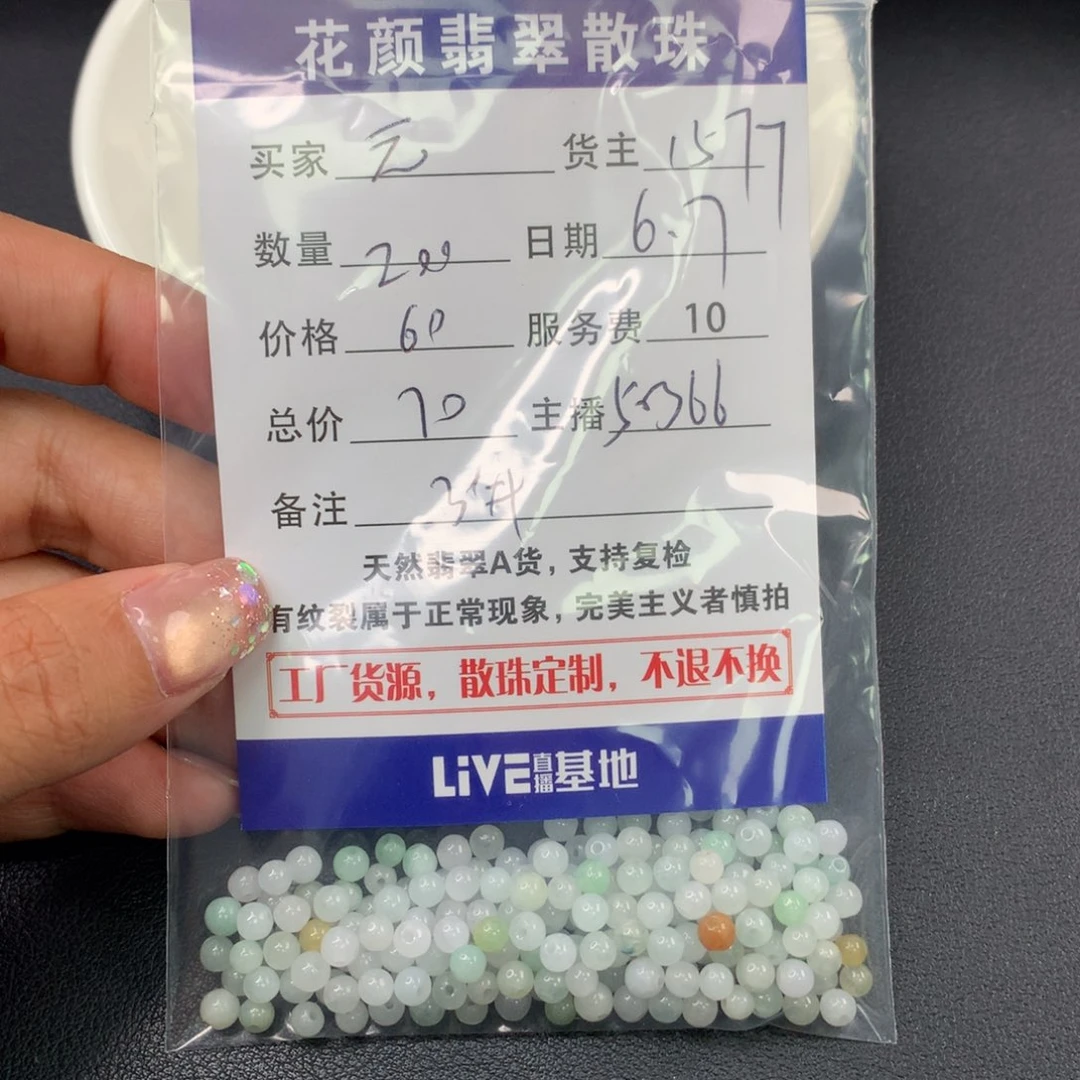 花颜翡翠散珠
买家 元 货主 1577
数量 200 日期 6.7
价格 60 服务费 10
总价 70 主播 50366
备注 3件
天然翡翠A货，支持复检
有纹裂属于正常现象，完美主义者慎拍
工厂货源，散珠定制，不退不换
LiVE直播基地